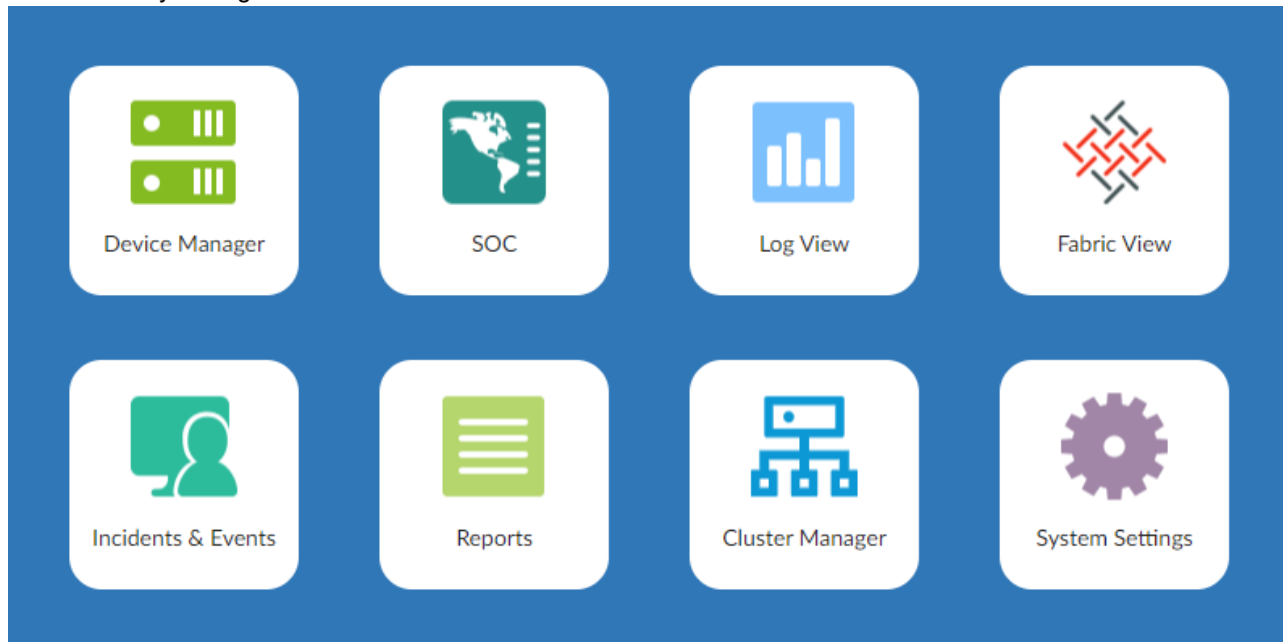 Device Manager
SOC
Log View
Fabric View
Incidents & Events
Reports
Cluster Manager
System Settings